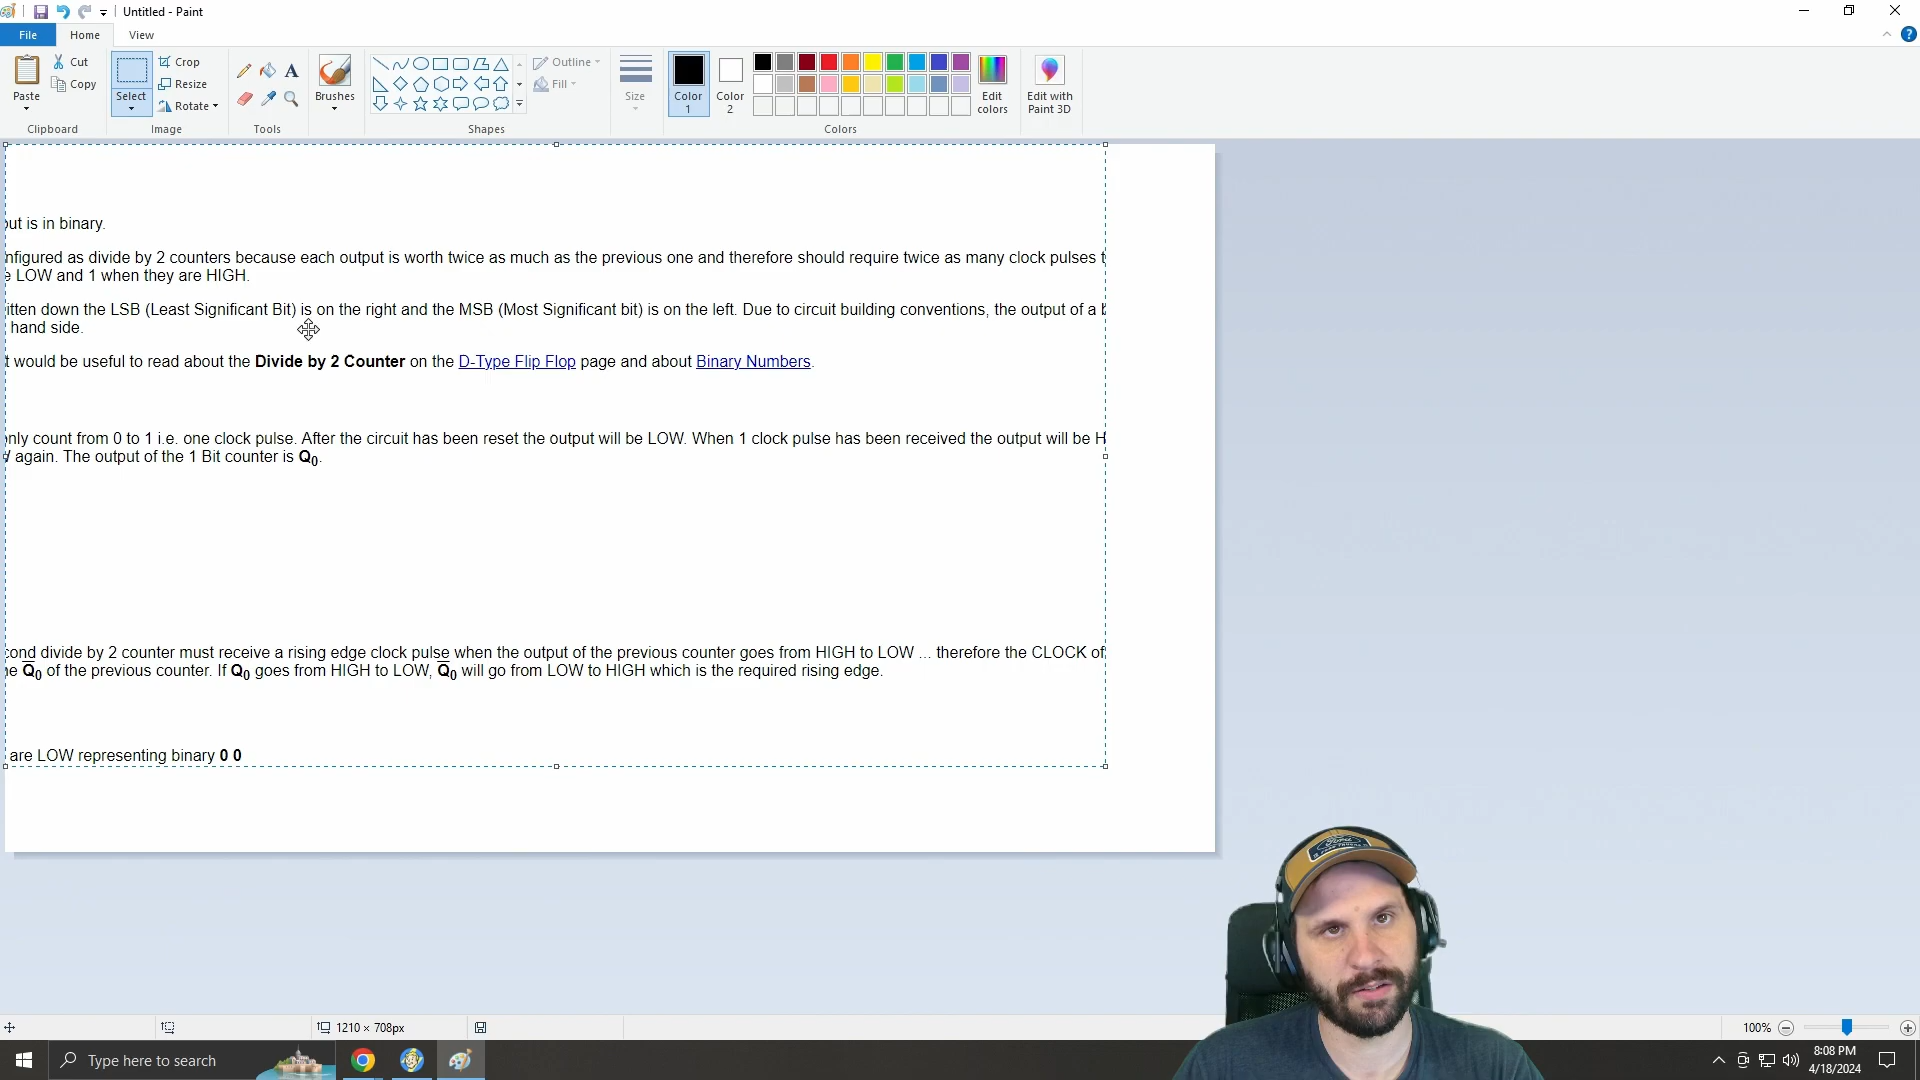 Untitled - Paint
File
Home
View
Paste
Cut
Copy
Clipboard
Select
Crop
Resize
Rotate
Image
Tools
Brushes
Shapes
Outline
Fill
Size
Color 1
Color 2
Edit colors
Colors
Edit with Paint 3D
out is in binary.
nfigured as divide by 2 counters because each output is worth twice as much as the previous one and therefore should require twice as many clock pulses t
e LOW and 1 when they are HIGH.
itten down the LSB (Least Significant Bit) is on the right and the MSB (Most Significant bit) is on the left. Due to circuit building conventions, the output of a b
hand side.
t would be useful to read about the Divide by 2 Counter on the D-Type Flip Flop page and about Binary Numbers.
nly count from 0 to 1 i.e. one clock pulse. After the circuit has been reset the output will be LOW. When 1 clock pulse has been received the output will be H
again. The output of the 1 Bit counter is Q0.
cond divide by 2 counter must receive a rising edge clock pulse when the output of the previous counter goes from HIGH to LOW ... therefore the CLOCK of
e Q̅0 of the previous counter. If Q0 goes from HIGH to LOW, Q̅0 will go from LOW to HIGH which is the required rising edge.
are LOW representing binary 0 0
1210 × 708px
100%
Type here to search
8:08 PM
4/18/2024